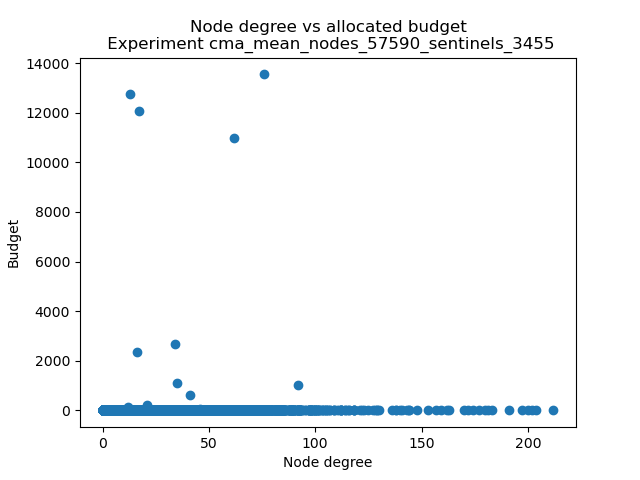 Node degree vs allocated budget
Experiment cma_mean_nodes_57590_sentinels_3455
14000
12000
10000
8000
6000
4000
2000
0
Budget
0 50 100 150 200
Node degree